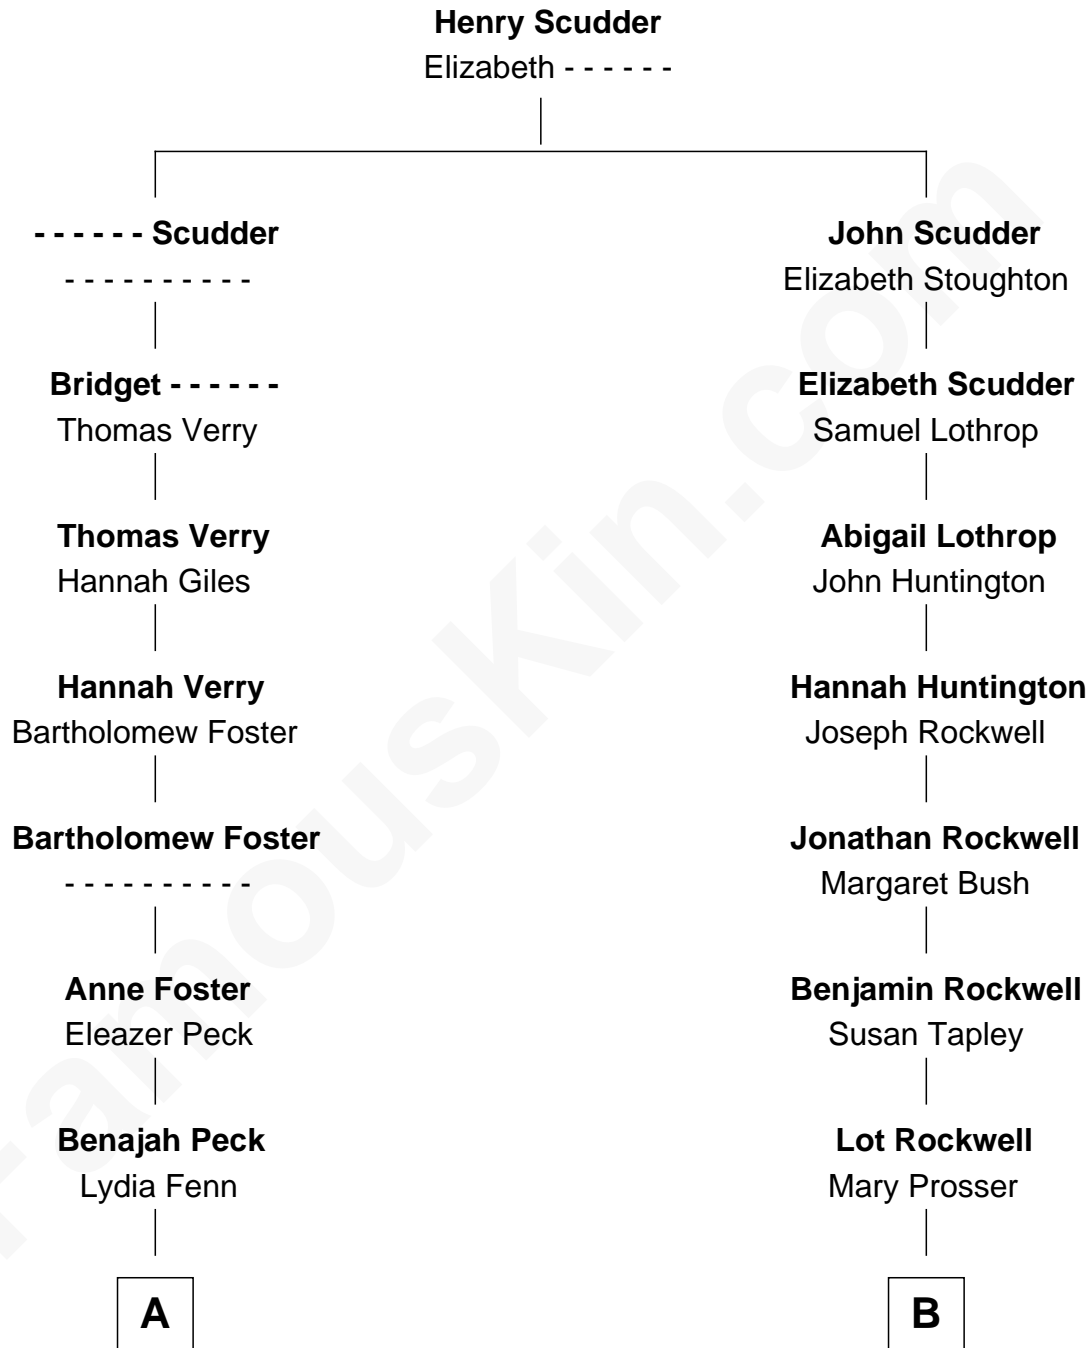 Henry Scudder
Elizabeth - - - - - -
- - - - - - Scudder
- - - - - - - - - -
John Scudder
Elizabeth Stoughton
Bridget - - - - - -
Thomas Verry
Elizabeth Scudder
Samuel Lothrop
Thomas Verry
Hannah Giles
Abigail Lothrop
John Huntington
Hannah Verry
Bartholomew Foster
Hannah Huntington
Joseph Rockwell
Bartholomew Foster
- - - - - - - - - -
Jonathan Rockwell
Margaret Bush
Anne Foster
Eleazer Peck
Benjamin Rockwell
Susan Tapley
Benajah Peck
Lydia Fenn
Lot Rockwell
Mary Prosser
A
B
FamousKin.com